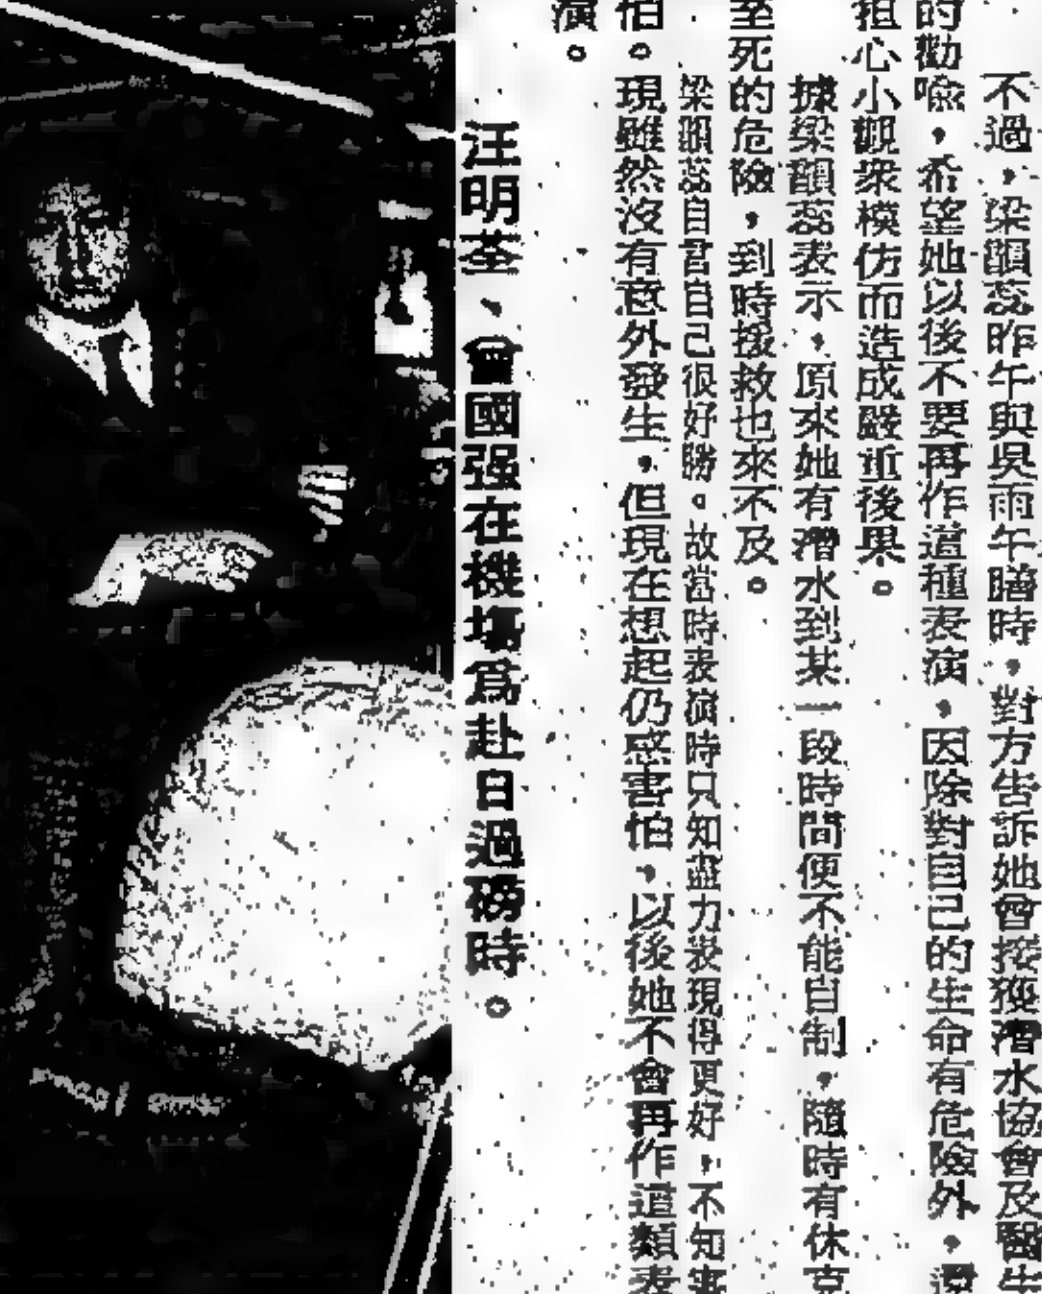 不過，梁韻蕊昨午與吳雨午膳時，對方告訴她會接獲潛水協會及醫生
的勸喻，希望她以後不要再作這種表演，因除對自己的生命有危險外，還
担心小觀衆模仿而造成嚴重後果。
據梁韻蕊表示，原來她有潛水到某一段時間便不能自制，隨時有休克
至死的危險，到時援救也來不及。
梁韻蕊自言自己很好勝。故當時表演時只知盡力表現得更好，不知害
怕。現雖然沒有意外發生，但現在想起仍感害怕，以後她不會再作這類表
演。
汪明荃、曾國强在機場爲赴日過磅時。